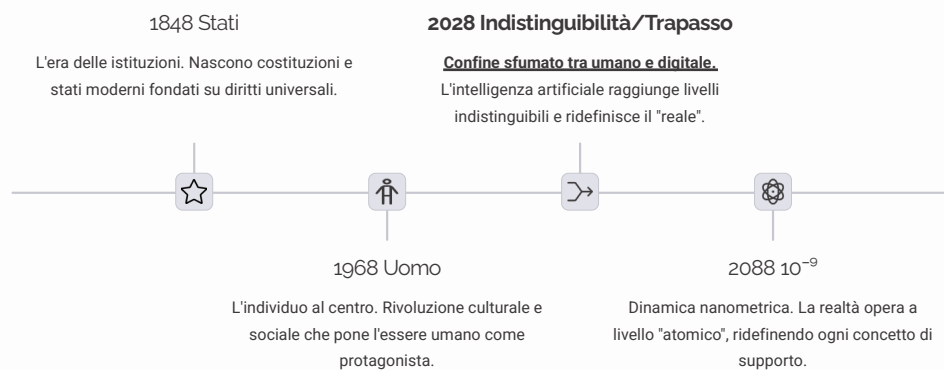 1848 Stati
L'era delle istituzioni. Nascono costituzioni e
stati moderni fondati su diritti universali.
2028 Indistinguibilità/Trapasso
Confine sfumato tra umano e digitale.
L'intelligenza artificiale raggiunge livelli
indistinguibili e ridefinisce il "reale".
1968 Uomo
L'individuo al centro. Rivoluzione culturale e
sociale che pone l'essere umano come
protagonista.
2088 10⁻⁹
Dinamica nanometrica. La realtà opera a
livello "atomico", ridefinendo ogni concetto di
supporto.